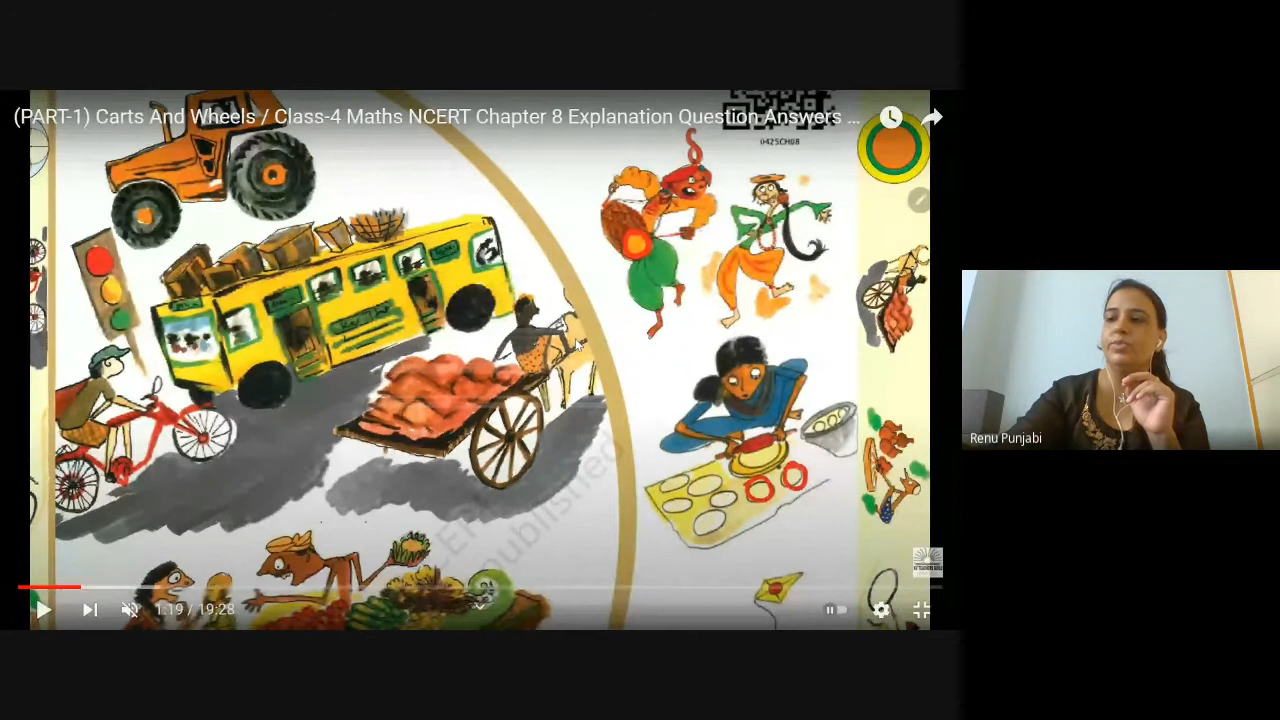 (PART-1) Carts And Wheels / Class-4 Maths NCERT Chapter 8 Explanation Question Answers ...
0425CH08
Renu Punjabi
published
1:19 / 19:28